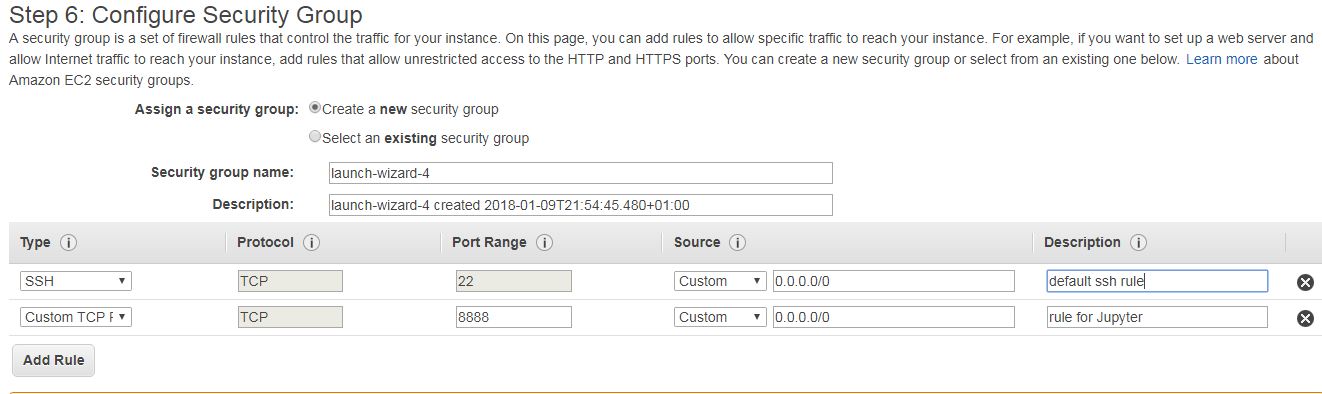 Step 6: Configure Security Group
A security group is a set of firewall rules that control the traffic for your instance. On this page, you can add rules to allow specific traffic to reach your instance. For example, if you want to set up a web server and
allow Internet traffic to reach your instance, add rules that allow unrestricted access to the HTTP and HTTPS ports. You can create a new security group or select from an existing one below. Learn more about
Amazon EC2 security groups.
Assign a security group: Create a new security group
Select an existing security group
Security group name: launch-wizard-4
Description: launch-wizard-4 created 2018-01-09T21:54:45.480+01:00
Type i Protocol i Port Range i Source i Description i
SSH TCP 22 Custom 0.0.0.0/0 default ssh rule
Custom TCP F TCP 8888 Custom 0.0.0.0/0 rule for Jupyter
Add Rule